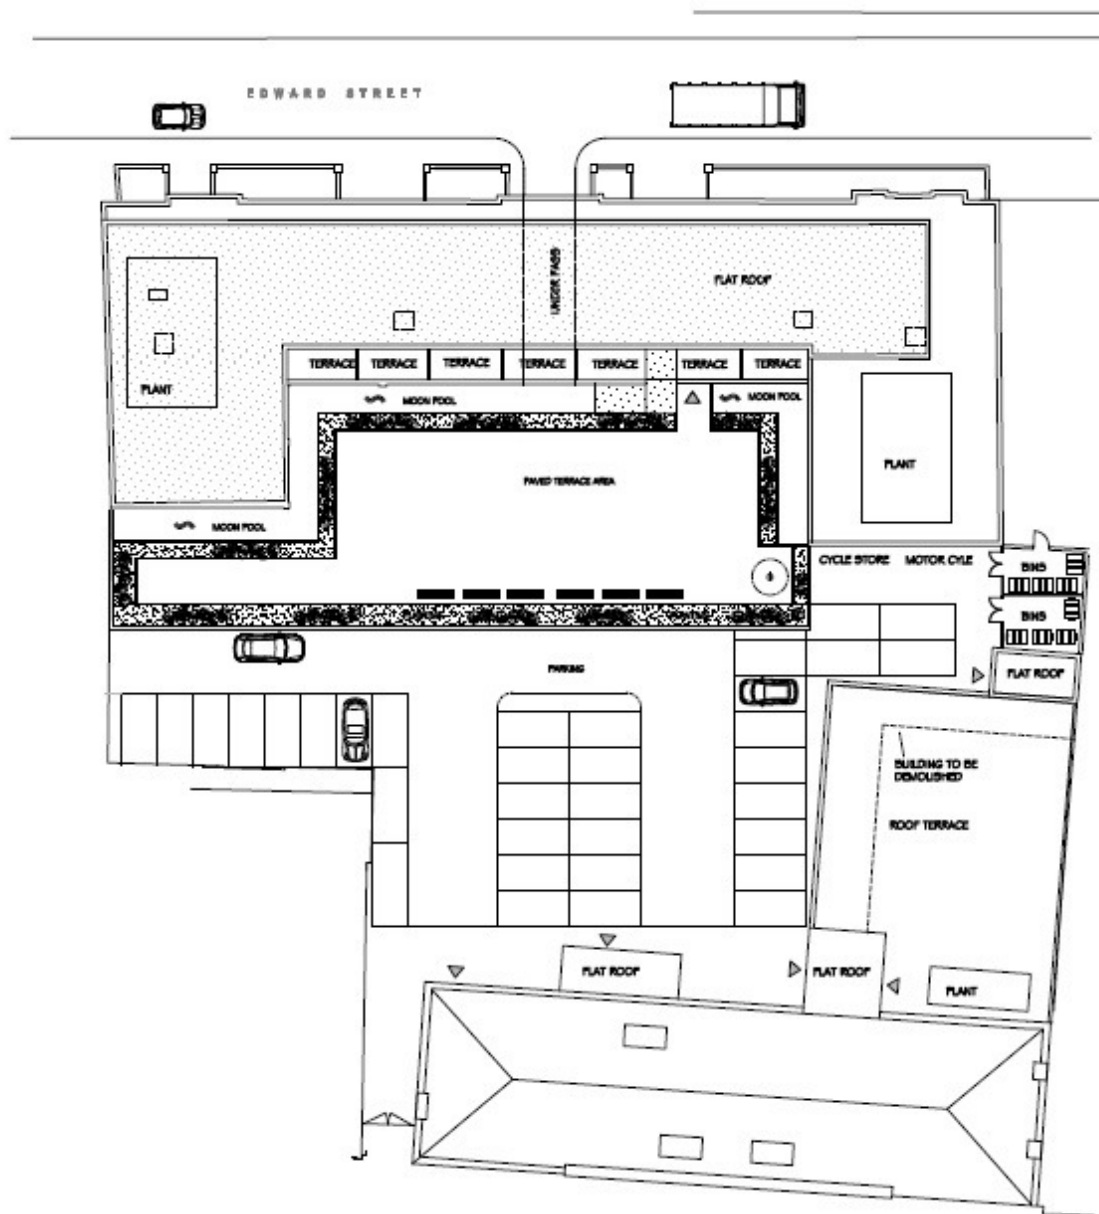 EDWARD STREET
UNDER PASS
FLAT ROOF
TERRACE TERRACE TERRACE TERRACE TERRACE TERRACE TERRACE
PLANT
MOON POOL
MOON POOL
PLANT
PAVED TERRACE AREA
MOON POOL
CYCLE STORE MOTOR CYLE
BINS
BINS
PARKING
FLAT ROOF
BUILDING TO BE
DEMOLISHED
ROOF TERRACE
FLAT ROOF
FLAT ROOF
PLANT